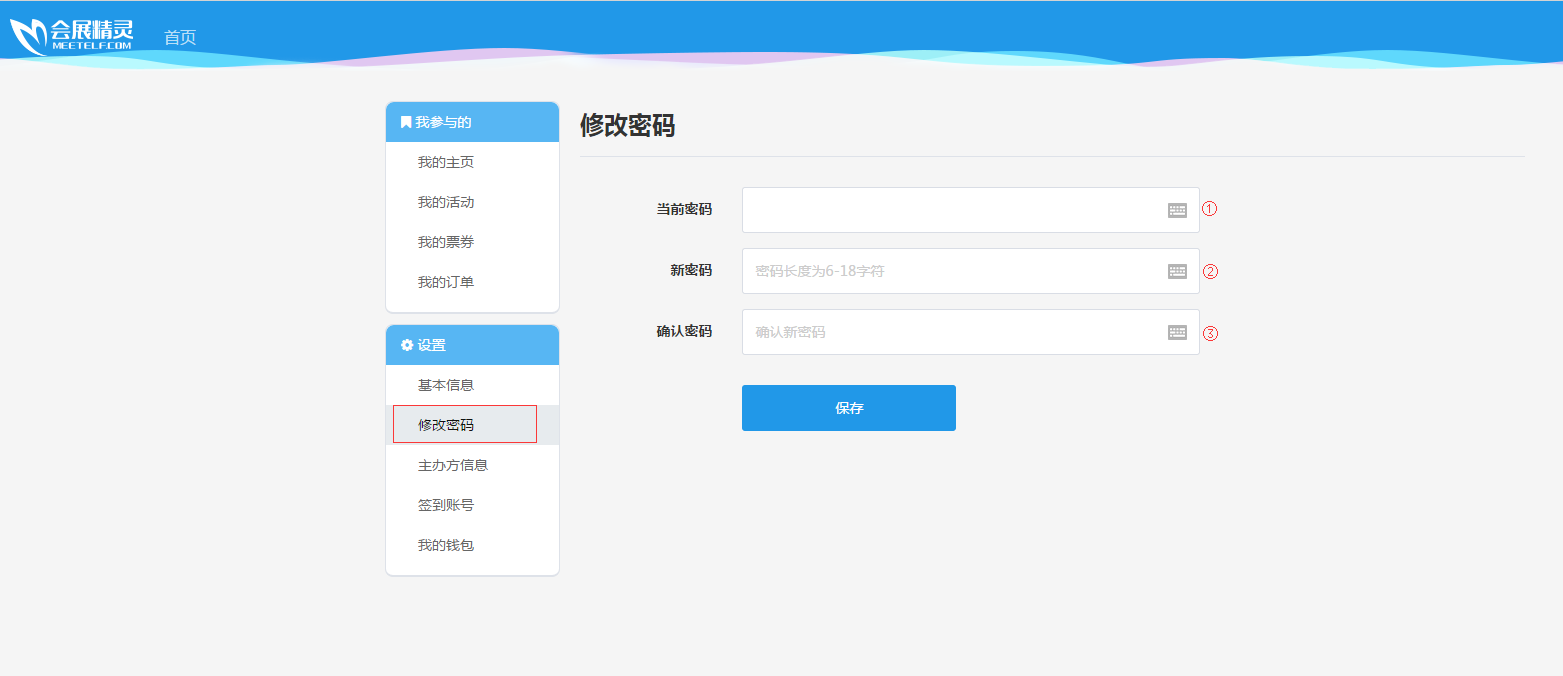 会展精灵
MEETELF.COM
首页
我参与的
我的主页
我的活动
我的票券
我的订单
设置
基本信息
修改密码
主办方信息
签到账号
我的钱包
修改密码
当前密码 ①
新密码 密码长度为6-18字符 ②
确认密码 确认新密码 ③
保存